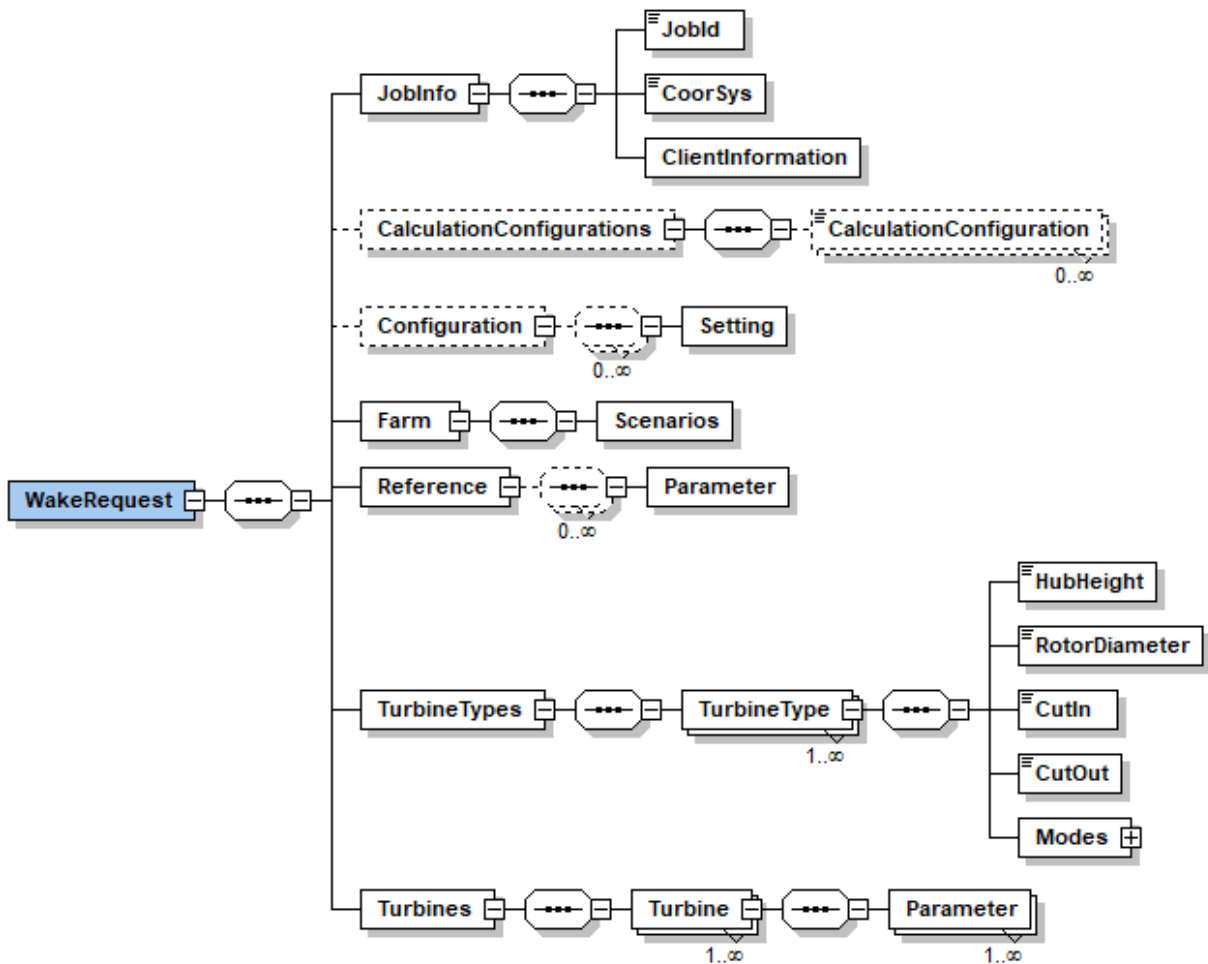 JobId
JobInfo
CoorSys
ClientInformation
CalculationConfigurations
CalculationConfiguration
0..∞
Configuration
Setting
0..∞
Farm
Scenarios
WakeRequest
Reference
Parameter
0..∞
HubHeight
RotorDiameter
TurbineTypes
TurbineType
CutIn
1..∞
CutOut
Modes
Turbines
Turbine
Parameter
1..∞
1..∞